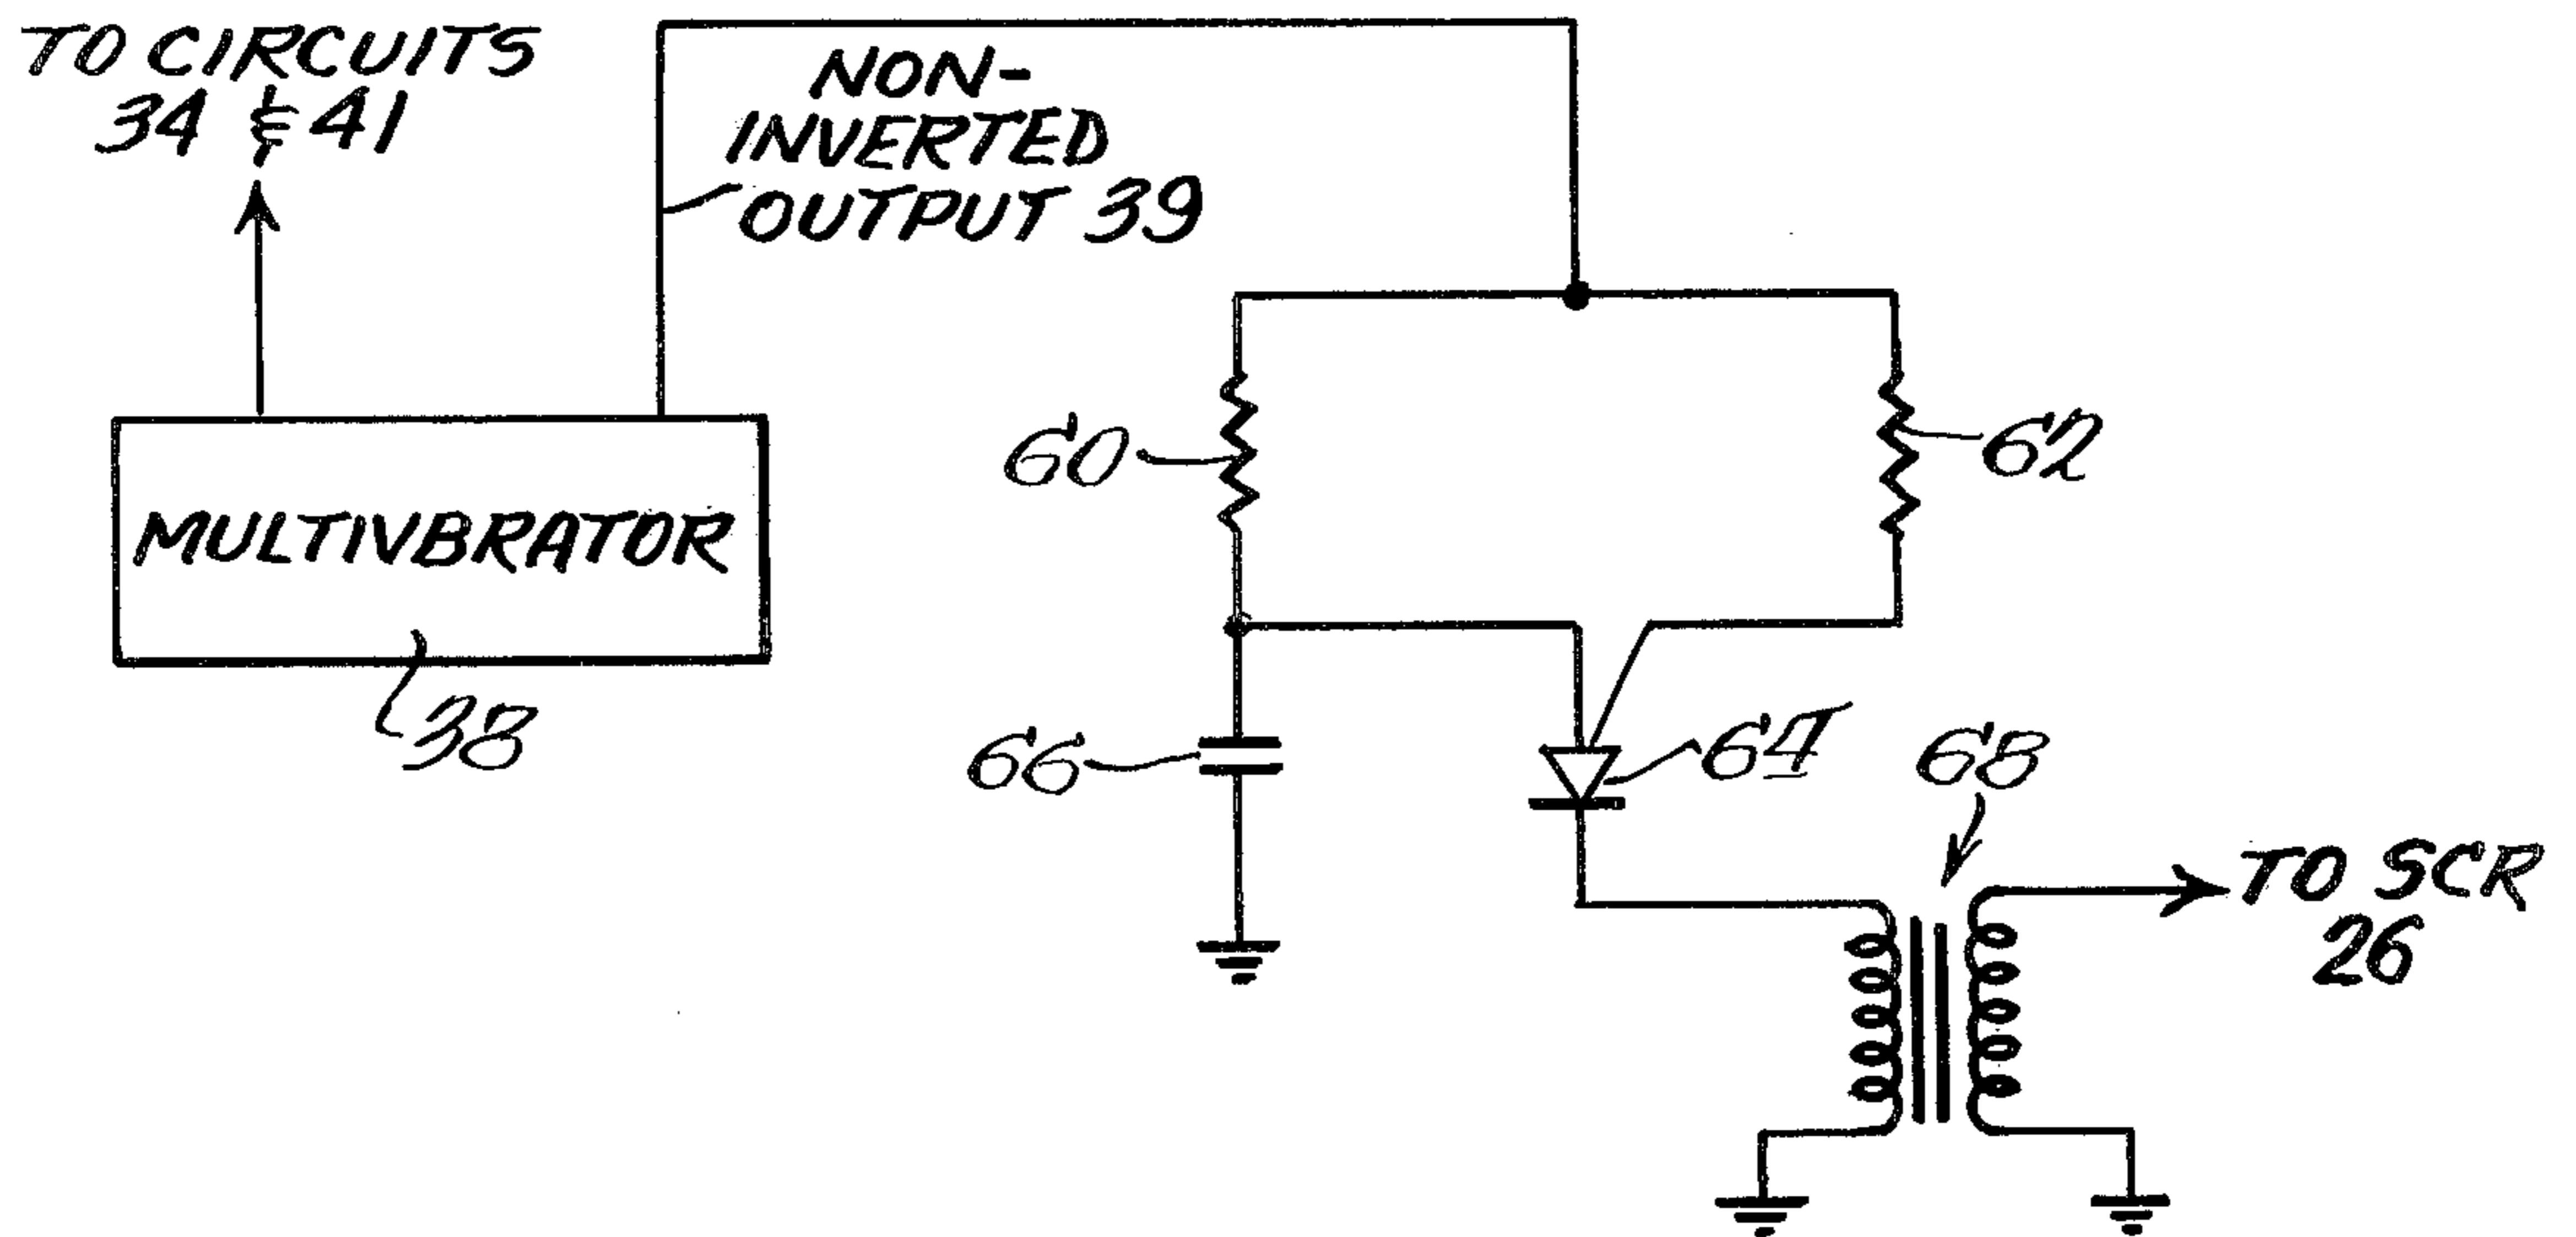 TO CIRCUITS
34 & 41
NON-
INVERTED
OUTPUT 39
MULTIVBRATOR
38
60
62
66
64
68
TO SCR
26